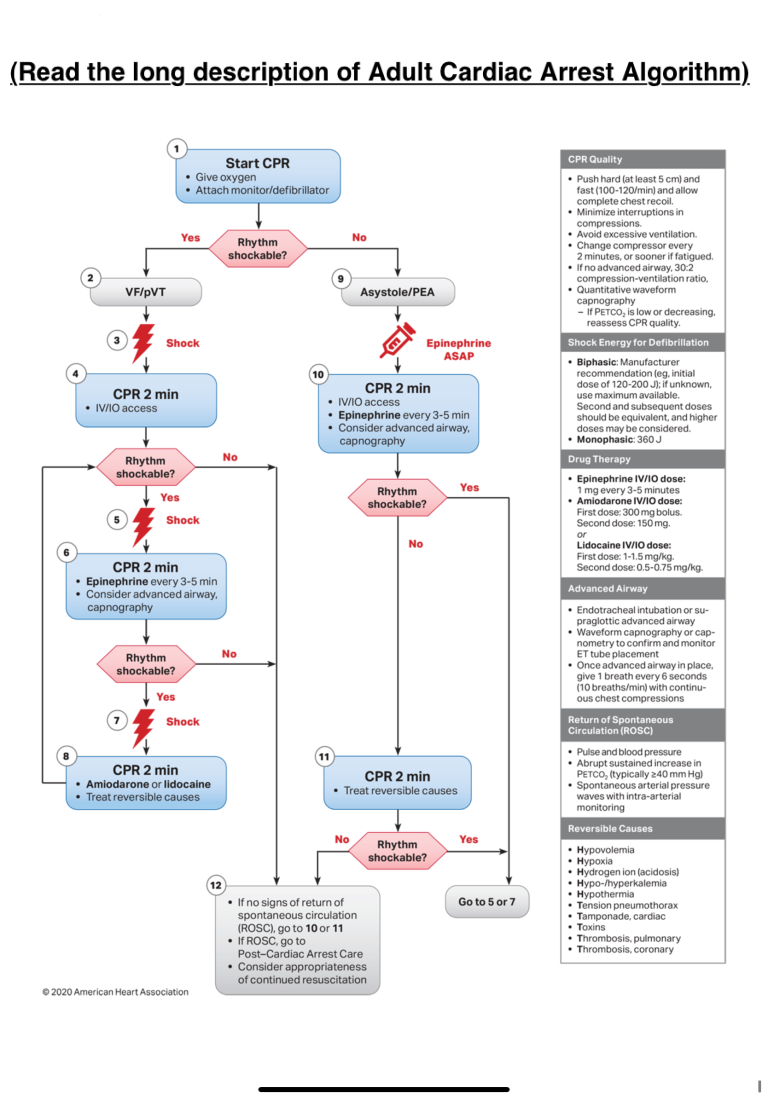 (Read the long description of Adult Cardiac Arrest Algorithm)
1
Start CPR
• Give oxygen
• Attach monitor/defibrillator
Rhythm
shockable?
Yes
No
2
VF/pVT
3
Shock
4
CPR 2 min
• IV/IO access
Rhythm
shockable?
No
Yes
5
Shock
6
CPR 2 min
• Epinephrine every 3-5 min
• Consider advanced airway,
capnography
Rhythm
shockable?
No
Yes
7
Shock
8
CPR 2 min
• Amiodarone or lidocaine
• Treat reversible causes
9
Asystole/PEA
Epinephrine
ASAP
10
CPR 2 min
• IV/IO access
• Epinephrine every 3-5 min
• Consider advanced airway,
capnography
Rhythm
shockable?
Yes
No
11
CPR 2 min
• Treat reversible causes
Rhythm
shockable?
No
Yes
12
• If no signs of return of
spontaneous circulation
(ROSC), go to 10 or 11
• If ROSC, go to
Post–Cardiac Arrest Care
• Consider appropriateness
of continued resuscitation
Go to 5 or 7
© 2020 American Heart Association
CPR Quality
• Push hard (at least 5 cm) and
fast (100-120/min) and allow
complete chest recoil.
• Minimize interruptions in
compressions.
• Avoid excessive ventilation.
• Change compressor every
2 minutes, or sooner if fatigued.
• If no advanced airway, 30:2
compression-ventilation ratio,
• Quantitative waveform
capnography
– If PETCO2 is low or decreasing,
reassess CPR quality.
Shock Energy for Defibrillation
• Biphasic: Manufacturer
recommendation (eg, initial
dose of 120-200 J); if unknown,
use maximum available.
Second and subsequent doses
should be equivalent, and higher
doses may be considered.
• Monophasic: 360 J
Drug Therapy
• Epinephrine IV/IO dose:
1 mg every 3-5 minutes
• Amiodarone IV/IO dose:
First dose: 300 mg bolus.
Second dose: 150 mg.
or
Lidocaine IV/IO dose:
First dose: 1-1.5 mg/kg.
Second dose: 0.5-0.75 mg/kg.
Advanced Airway
• Endotracheal intubation or su-
praglottic advanced airway
• Waveform capnography or cap-
nometry to confirm and monitor
ET tube placement
• Once advanced airway in place,
give 1 breath every 6 seconds
(10 breaths/min) with continu-
ous chest compressions
Return of Spontaneous
Circulation (ROSC)
• Pulse and blood pressure
• Abrupt sustained increase in
PETCO2 (typically ≥40 mm Hg)
• Spontaneous arterial pressure
waves with intra-arterial
monitoring
Reversible Causes
• Hypovolemia
• Hypoxia
• Hydrogen ion (acidosis)
• Hypo-/hyperkalemia
• Hypothermia
• Tension pneumothorax
• Tamponade, cardiac
• Toxins
• Thrombosis, pulmonary
• Thrombosis, coronary